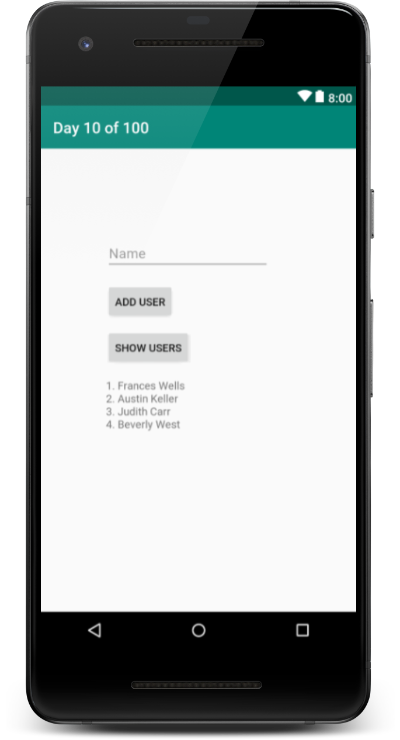 8:00
Day 10 of 100
Name
ADD USER
SHOW USERS
1. Frances Wells
2. Austin Keller
3. Judith Carr
4. Beverly West